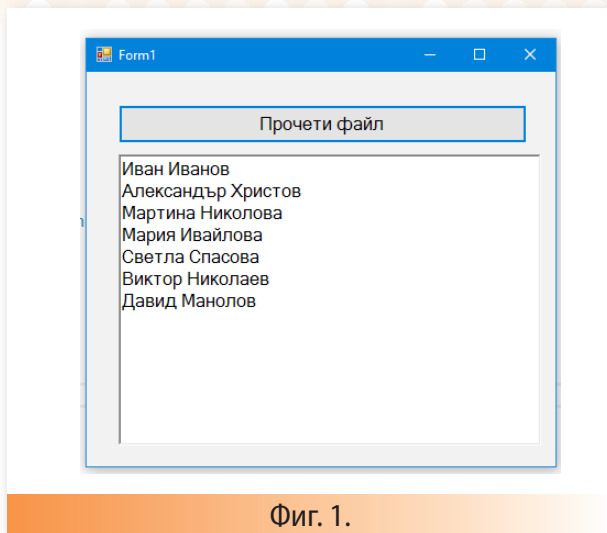 Form1
Прочети файл
Иван Иванов
Александър Христов
Мартина Николова
Мария Ивайлова
Светла Спасова
Виктор Николаев
Давид Манолов
Фиг. 1.